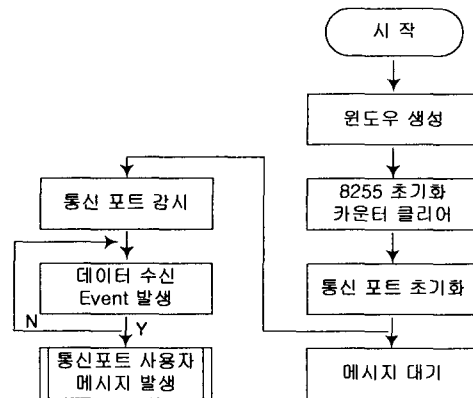 시 작
윈도우 생성
8255 초기화
카운터 클리어
통신 포트 초기화
메시지 대기
통신 포트 감시
데이터 수신
Event 발생
N
Y
통신포트 사용자
메시지 발생